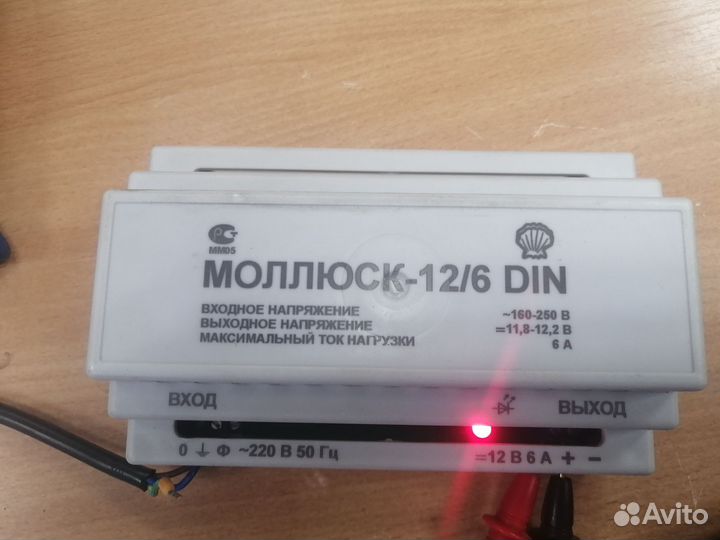 ММ05
МОЛЛЮСК-12/6 DIN
ВХОДНОЕ НАПРЯЖЕНИЕ ~160-250 В
ВЫХОДНОЕ НАПРЯЖЕНИЕ =11,8-12,2 В
МАКСИМАЛЬНЫЙ ТОК НАГРУЗКИ 6 А
ВХОД ВЫХОД
0 ⏚ Ф ~220 В 50 Гц =12 В 6 А + −
Avito